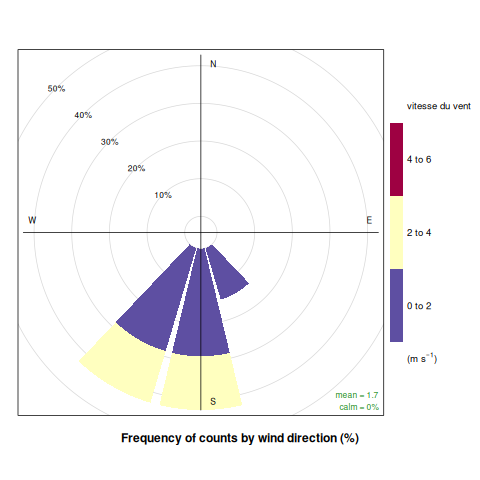 N
50%
40%
vitesse du vent
30%
4 to 6
20%
10%
W
E
2 to 4
0 to 2
(m s⁻¹)
mean = 1.7
S
calm = 0%
Frequency of counts by wind direction (%)